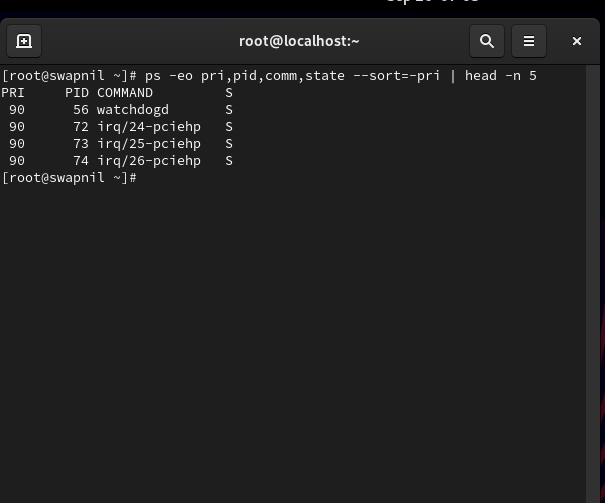 root@localhost:~
[root@swapnil ~]# ps -eo pri,pid,comm,state --sort=-pri | head -n 5
PRI     PID COMMAND         S
 90      56 watchdogd       S
 90      72 irq/24-pciehp   S
 90      73 irq/25-pciehp   S
 90      74 irq/26-pciehp   S
[root@swapnil ~]#